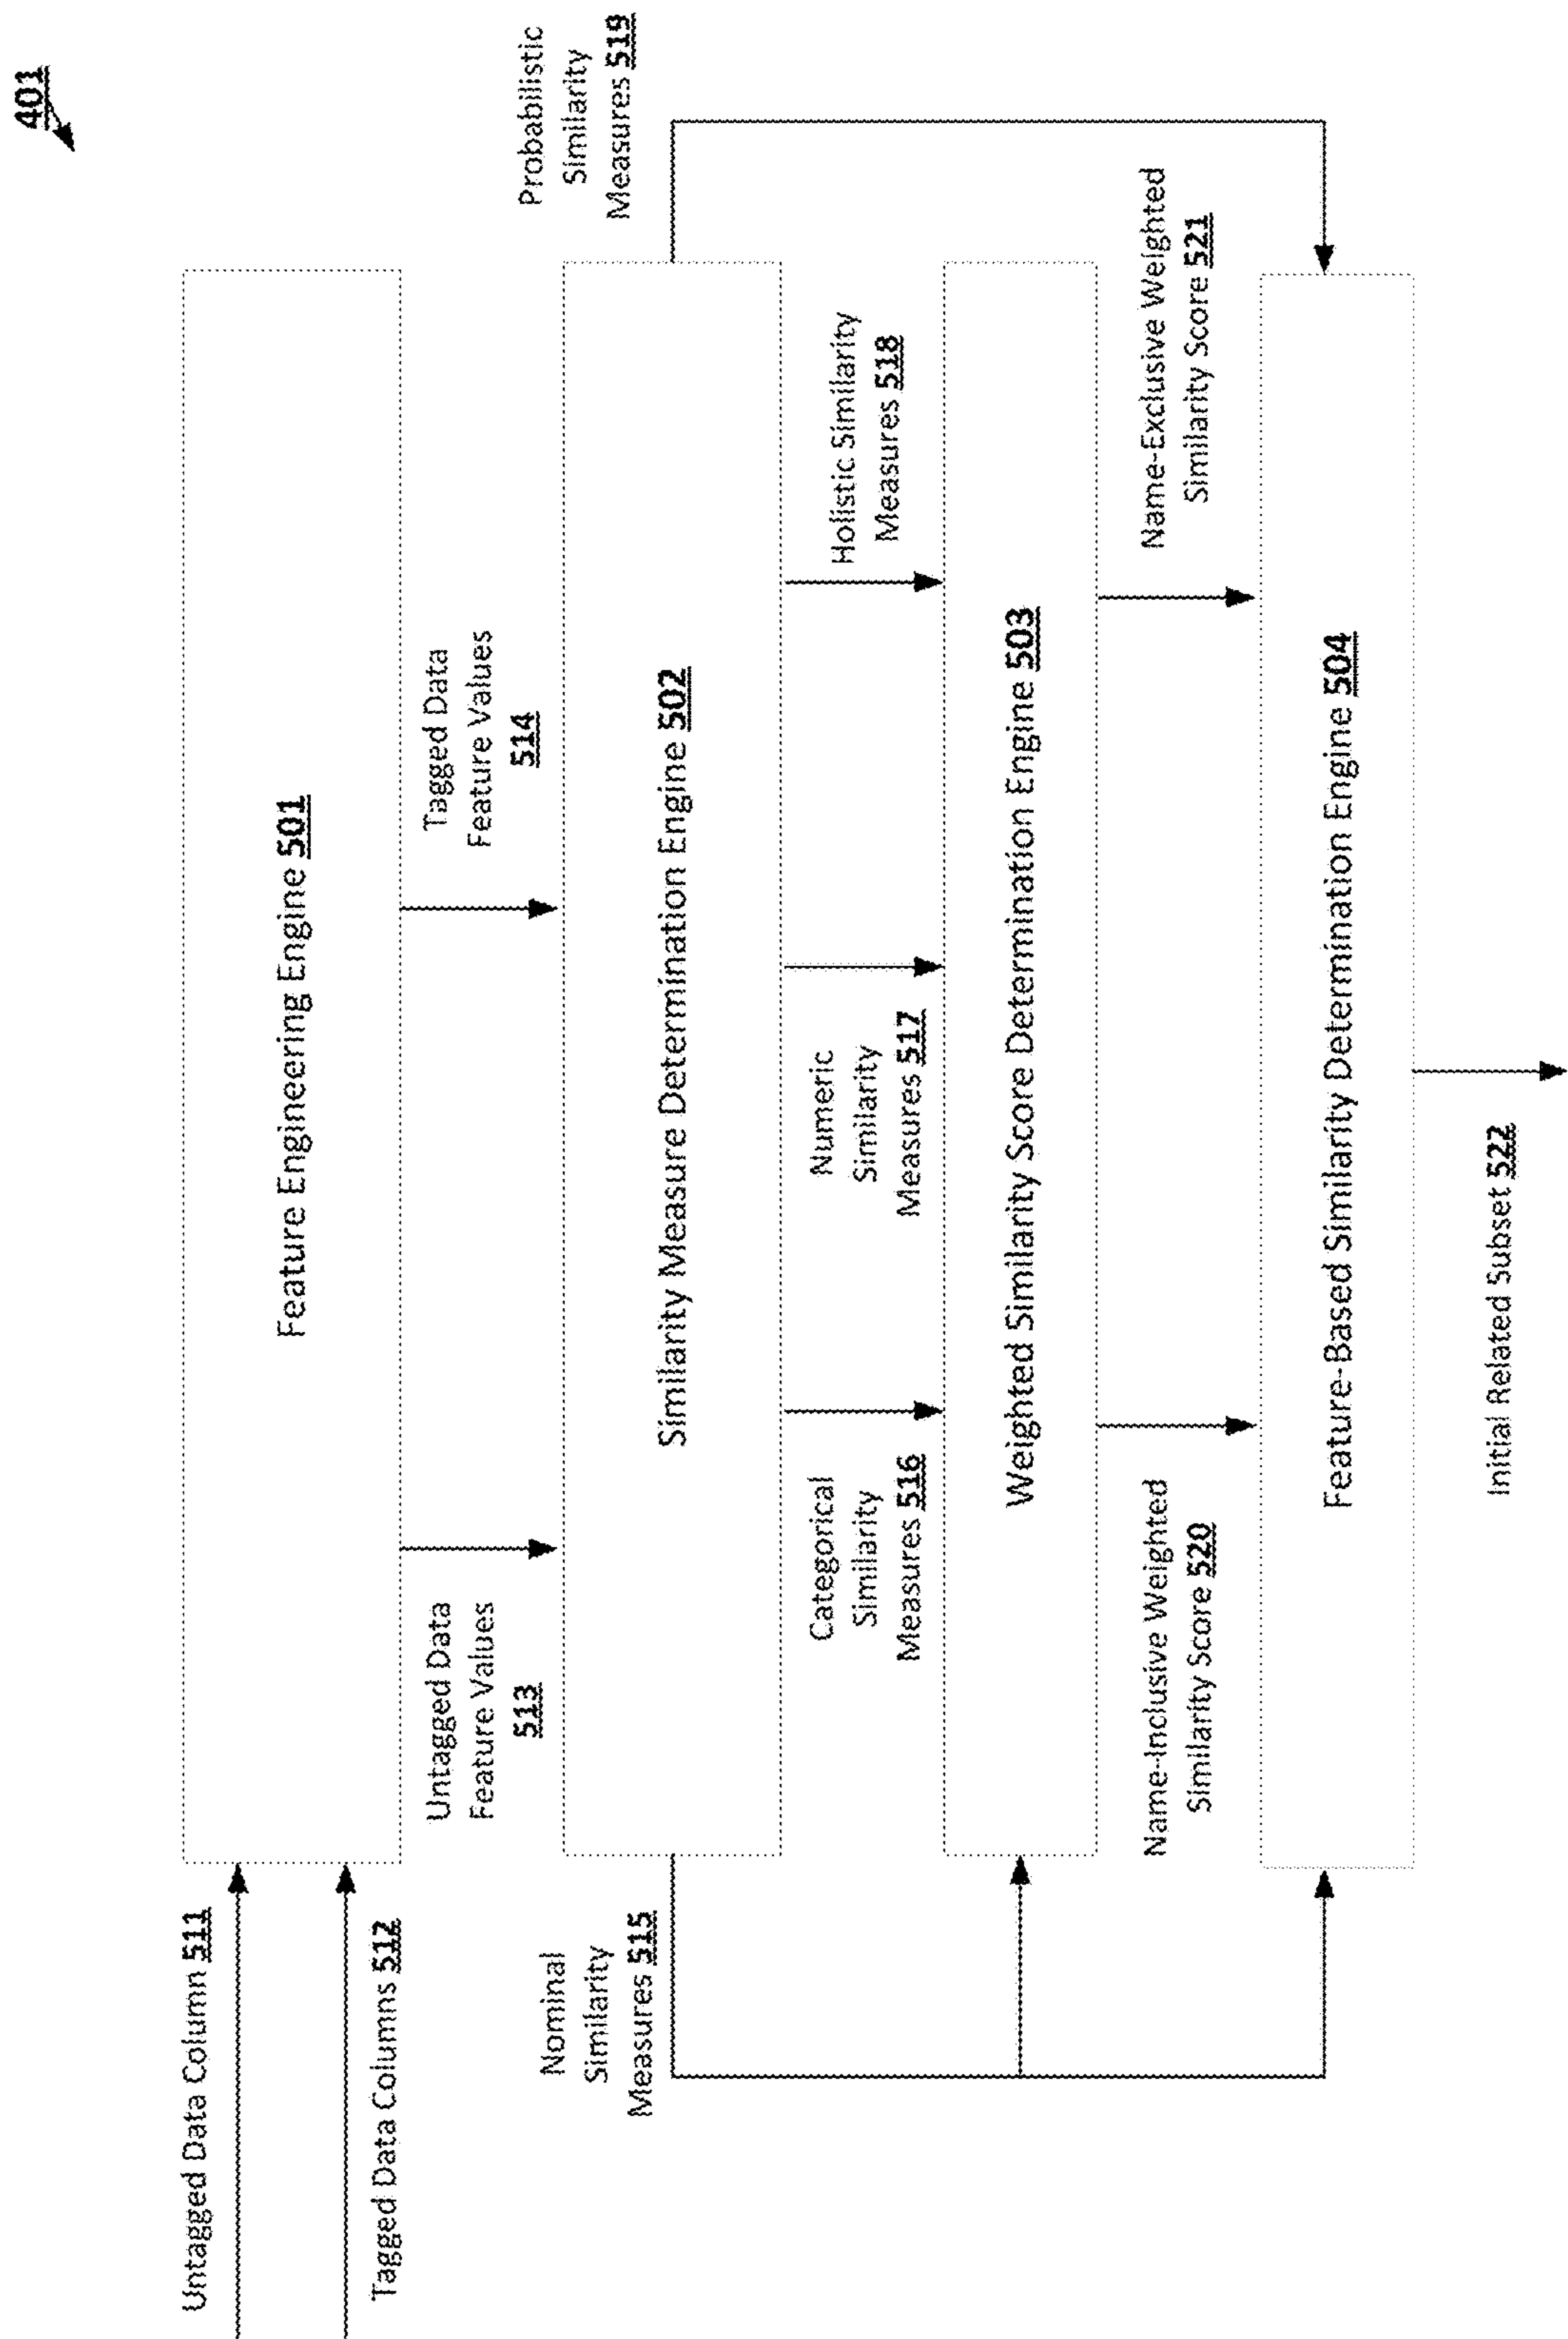 401
Untagged Data Column 511
Tagged Data Columns 512
Feature Engineering Engine 501
Untagged Data
Feature Values
513
Tagged Data
Feature Values
514
Nominal
Similarity
Measures 515
Similarity Measure Determination Engine 502
Probabilistic
Similarity
Measures 519
Categorical
Similarity
Measures 516
Numeric
Similarity
Measures 517
Holistic Similarity
Measures 518
Weighted Similarity Score Determination Engine 503
Name-Inclusive Weighted
Similarity Score 520
Name-Exclusive Weighted
Similarity Score 521
Feature-Based Similarity Determination Engine 504
Initial Related Subset 522